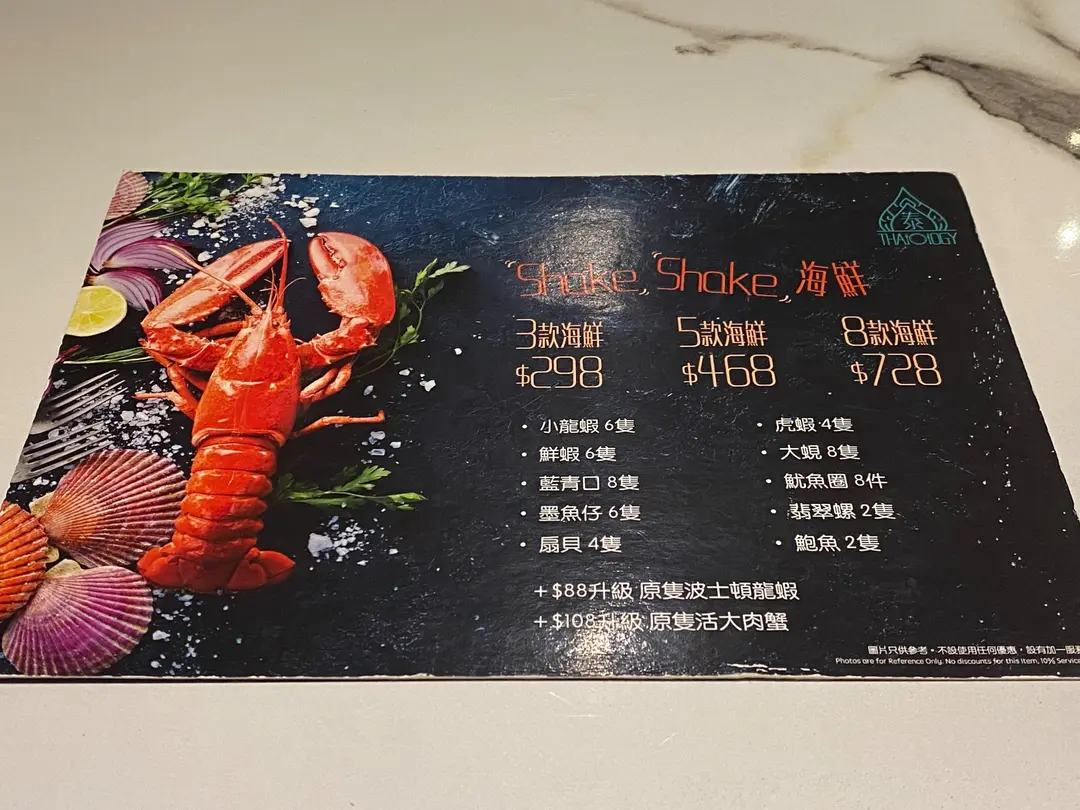 泰
THAIOLOGY
Shake Shake 海鮮
3款海鮮 5款海鮮 8款海鮮
$298 $468 $728
• 小龍蝦 6隻
• 鮮蝦 6隻
• 藍青口 8隻
• 墨魚仔 6隻
• 扇貝 4隻
• 虎蝦 4隻
• 大蜆 8隻
• 魷魚圈 8件
• 翡翠螺 2隻
• 鮑魚 2隻
+$88升級 原隻波士頓龍蝦
+$108升級 原隻活大肉蟹
圖片只供參考。不設使用任何優惠，設有加一服務
Photos are for Reference Only. No discounts for this item, 10% Service